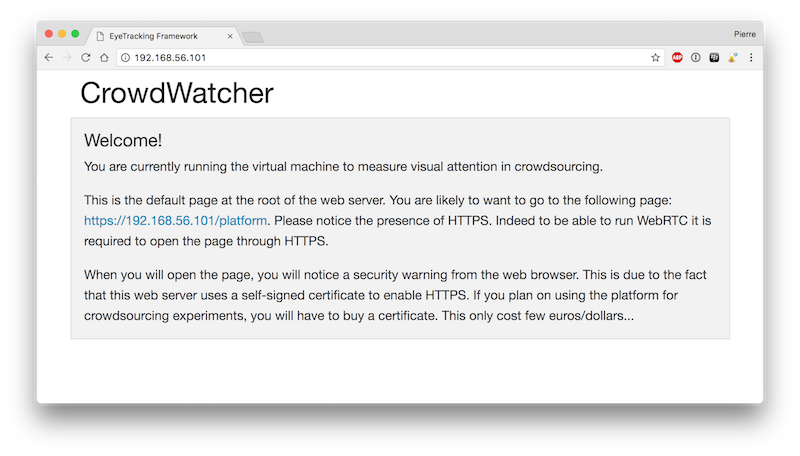 EyeTracking Framework
Pierre
192.168.56.101
ABP
CrowdWatcher
Welcome!
You are currently running the virtual machine to measure visual attention in crowdsourcing.
This is the default page at the root of the web server. You are likely to want to go to the following page:
https://192.168.56.101/platform. Please notice the presence of HTTPS. Indeed to be able to run WebRTC it is
required to open the page through HTTPS.
When you will open the page, you will notice a security warning from the web browser. This is due to the fact
that this web server uses a self-signed certificate to enable HTTPS. If you plan on using the platform for
crowdsourcing experiments, you will have to buy a certificate. This only cost few euros/dollars...